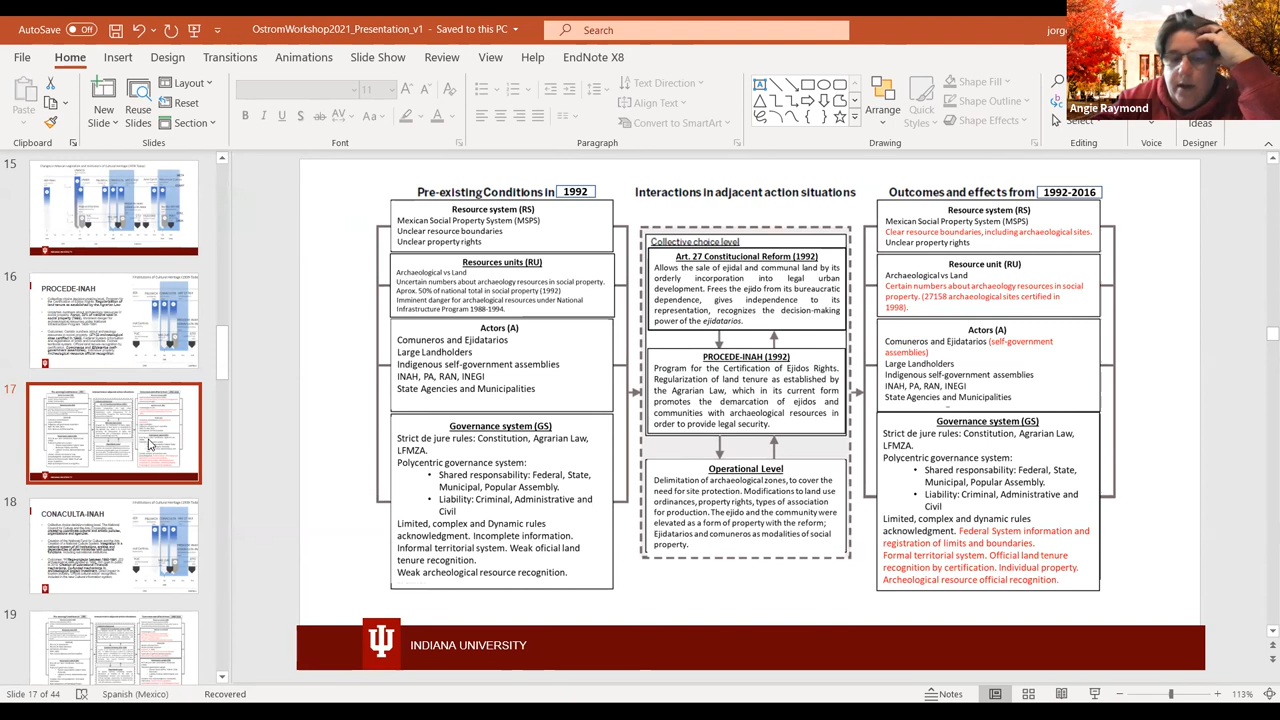 AutoSave Off
OstromWorkshop2021_Presentation_v1 - Saved to this PC
Search
jorg
Angie Raymond
File Home Insert Design Transitions Animations Slide Show Review View Help EndNote X8
Paste
New
Slide
Reuse
Slides
Layout
Reset
Section
Text Direction
Align Text
Convert to SmartArt
Arrange
Quick
Styles
Shape Fill
Shape Outline
Shape Effects
Select
Ideas
Clipboard Slides Font Paragraph Drawing Editing Voice Designer
15
16
PROCEDE-INAH
17
18
CONACULTA-INAH
19
Pre-existing Conditions in 1992
Resource system (RS)
Mexican Social Property System (MSPS)
Unclear resource boundaries
Unclear property rights
Resources units (RU)
Archaeological vs Land
Uncertain numbers about archaeology resources in social property.
Aprox. 50% of national total in social property (1992)
Imminent danger for archaeological resources under National
Infrastructure Program 1988-1994.
Actors (A)
Comuneros and Ejidatarios
Large Landholders
Indigenous self-government assemblies
INAH, PA, RAN, INEGI
State Agencies and Municipalities
Governance system (GS)
Strict de jure rules: Constitution, Agrarian Law,
LFMZA.
Polycentric governance system:
• Shared responsability: Federal, State,
Municipal, Popular Assembly.
• Liability: Criminal, Administrative and
Civil
Limited, complex and Dynamic rules
acknowledgment. Incomplete information.
Informal territorial system. Weak oficial land
tenure recognition.
Weak archeological resource recognition.
Interactions in adjacent action situations
Collective choice level
Art. 27 Constitucional Reform (1992)
Allows the sale of ejidal and communal land by its
orderly incorporation into legal urban
development. Frees the ejido from its bureaucratic
dependence, gives independence to its
representation, recognizes the decision-making
power of the ejidatarios.
PROCEDE-INAH (1992)
Program for the Certification of Ejidos Rights.
Regularization of land tenure as established by
the Agrarian Law, which in its current form
promotes the demarcation of ejidos and
communities with archaeological resources in
order to provide legal security.
Operational Level
Delimitation of archaeological zones, to cover the
need for site protection. Modifications to land use
ordinances, property rights, types of association
for production. The ejido and the community were
elevated as a form of property with the reform;
Ejidatarios and comuneros as modalities of social
property.
Outcomes and effects from 1992-2016
Resource system (RS)
Mexican Social Property System (MSPS)
Clear resource boundaries, including archaeological sites.
Unclear property rights
Resource unit (RU)
Archaeological vs Land
Certain numbers about archaeology resources in social
property. (27158 archaeological sites certified in
1998).
Actors (A)
Comuneros and Ejidatarios (self-government
assemblies)
Large Landholders
Indigenous self-government assemblies
INAH, PA, RAN, INEGI
State Agencies and Municipalities
Governance system (GS)
Strict de jure rules: Constitution, Agrarian Law,
LFMZA.
Polycentric governance system:
• Shared responsability: Federal, State,
Municipal, Popular Assembly.
• Liability: Criminal, Administrative and
Civil
Limited, complex and dynamic rules
acknowledgment. Federal System information and
registration of limits and boundaries.
Formal territorial system. Official land tenure
recognition by certification. Individual property.
Archeological resource official recognition.
INDIANA UNIVERSITY
Slide 17 of 44 Spanish (Mexico) Recovered Notes 113%